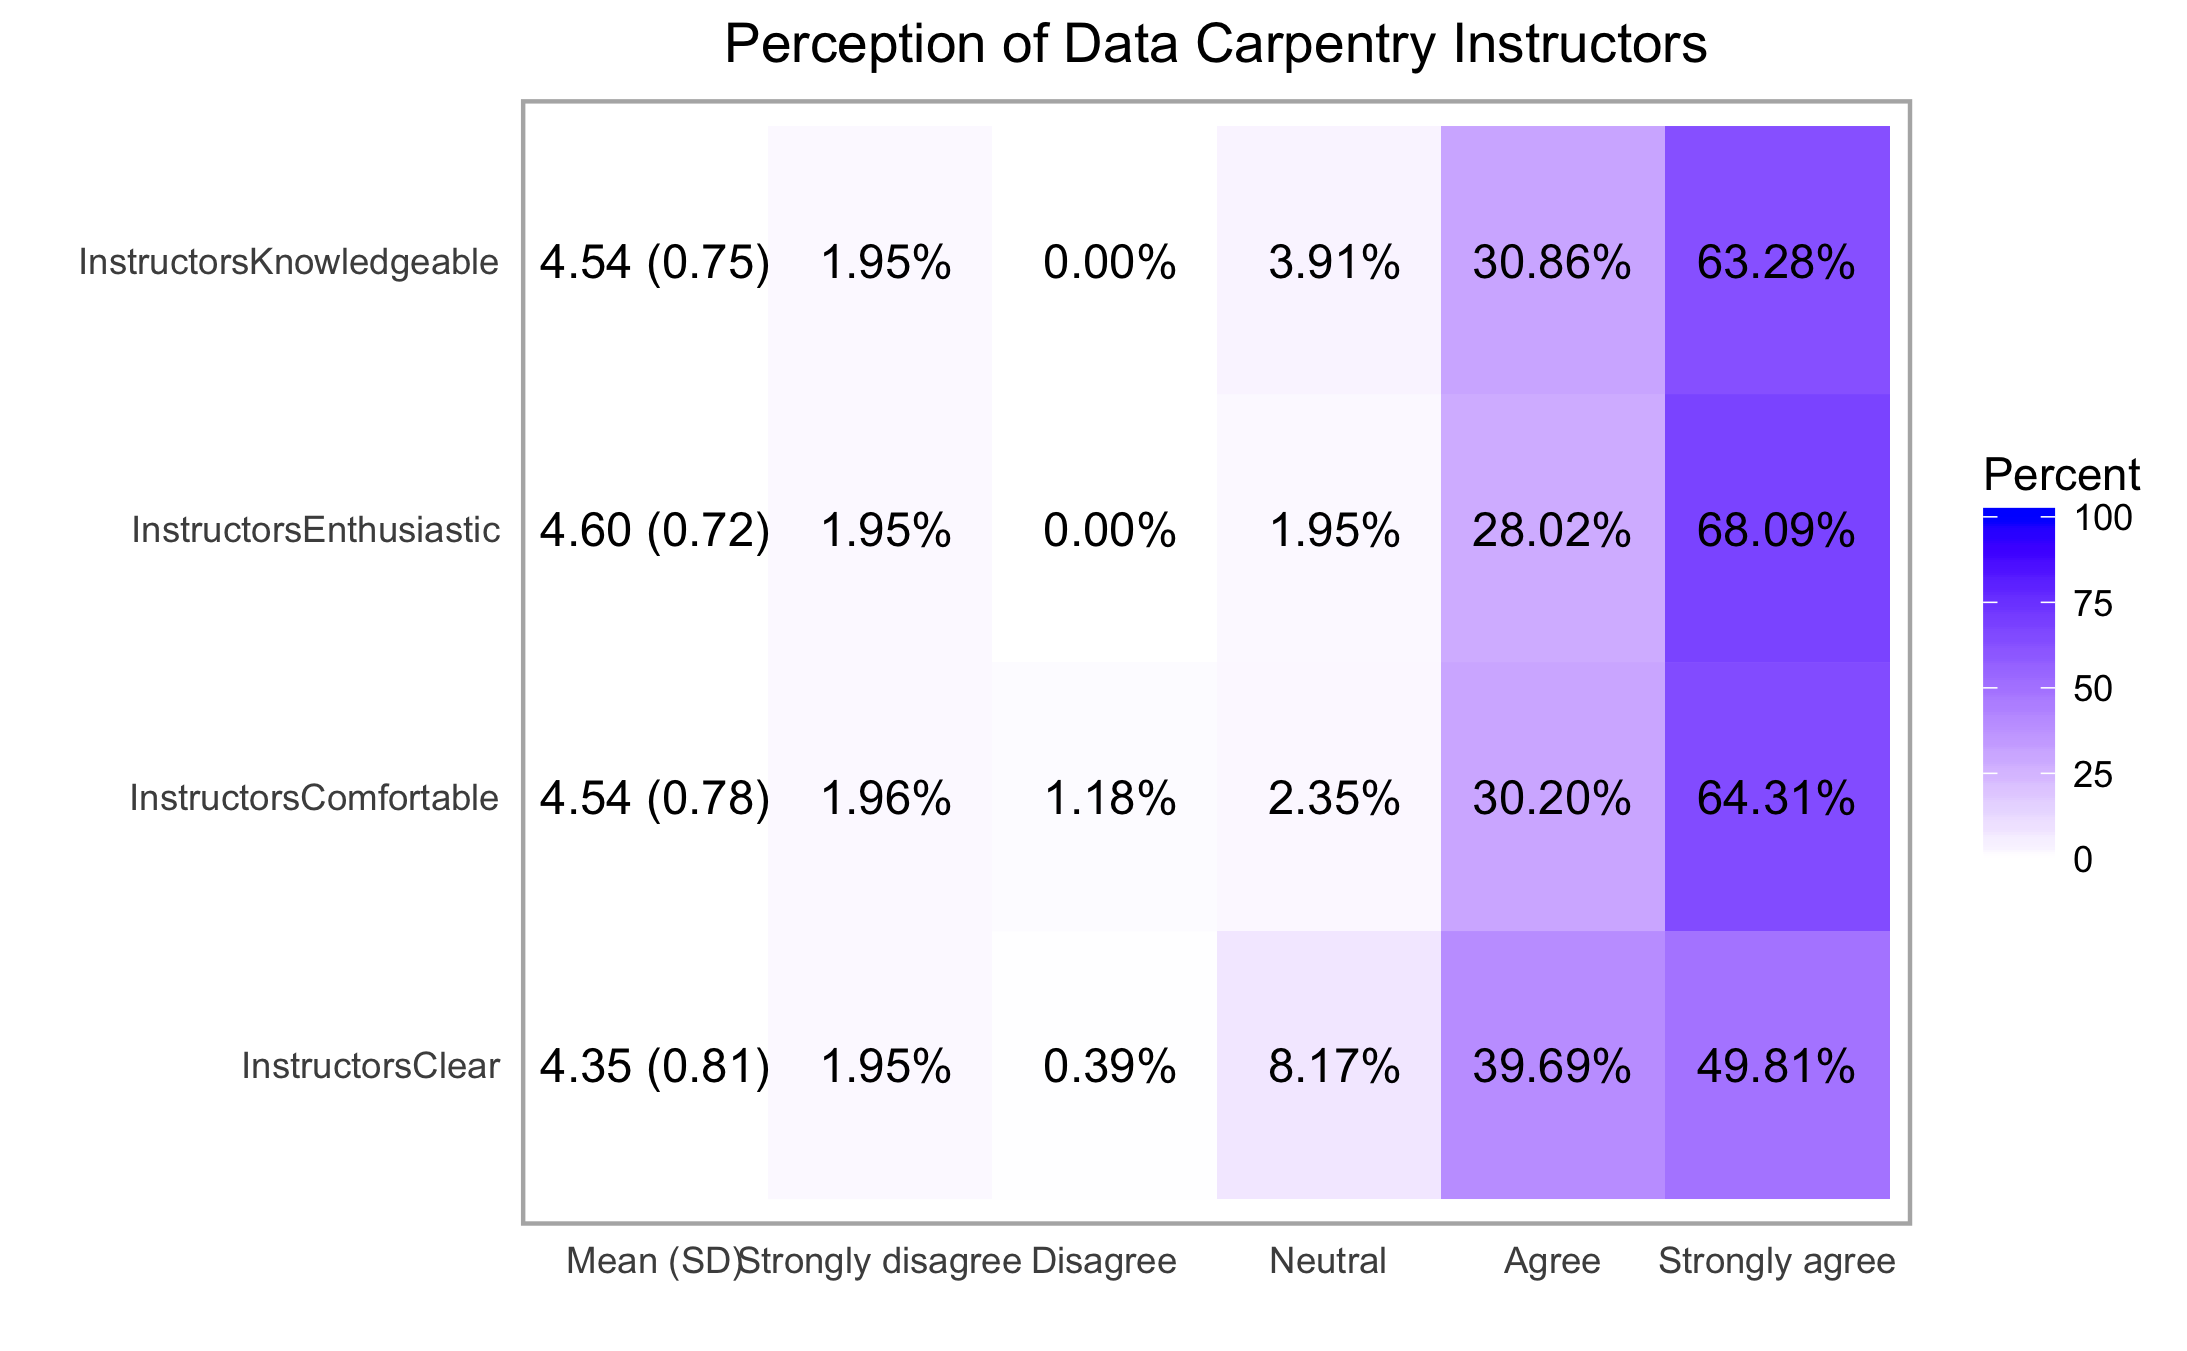 Perception of Data Carpentry Instructors
InstructorsKnowledgeable 4.54 (0.75) 1.95% 0.00% 3.91% 30.86% 63.28%
InstructorsEnthusiastic 4.60 (0.72) 1.95% 0.00% 1.95% 28.02% 68.09%
InstructorsComfortable 4.54 (0.78) 1.96% 1.18% 2.35% 30.20% 64.31%
InstructorsClear 4.35 (0.81) 1.95% 0.39% 8.17% 39.69% 49.81%
Mean (SD) Strongly disagree Disagree Neutral Agree Strongly agree
Percent
100
75
50
25
0